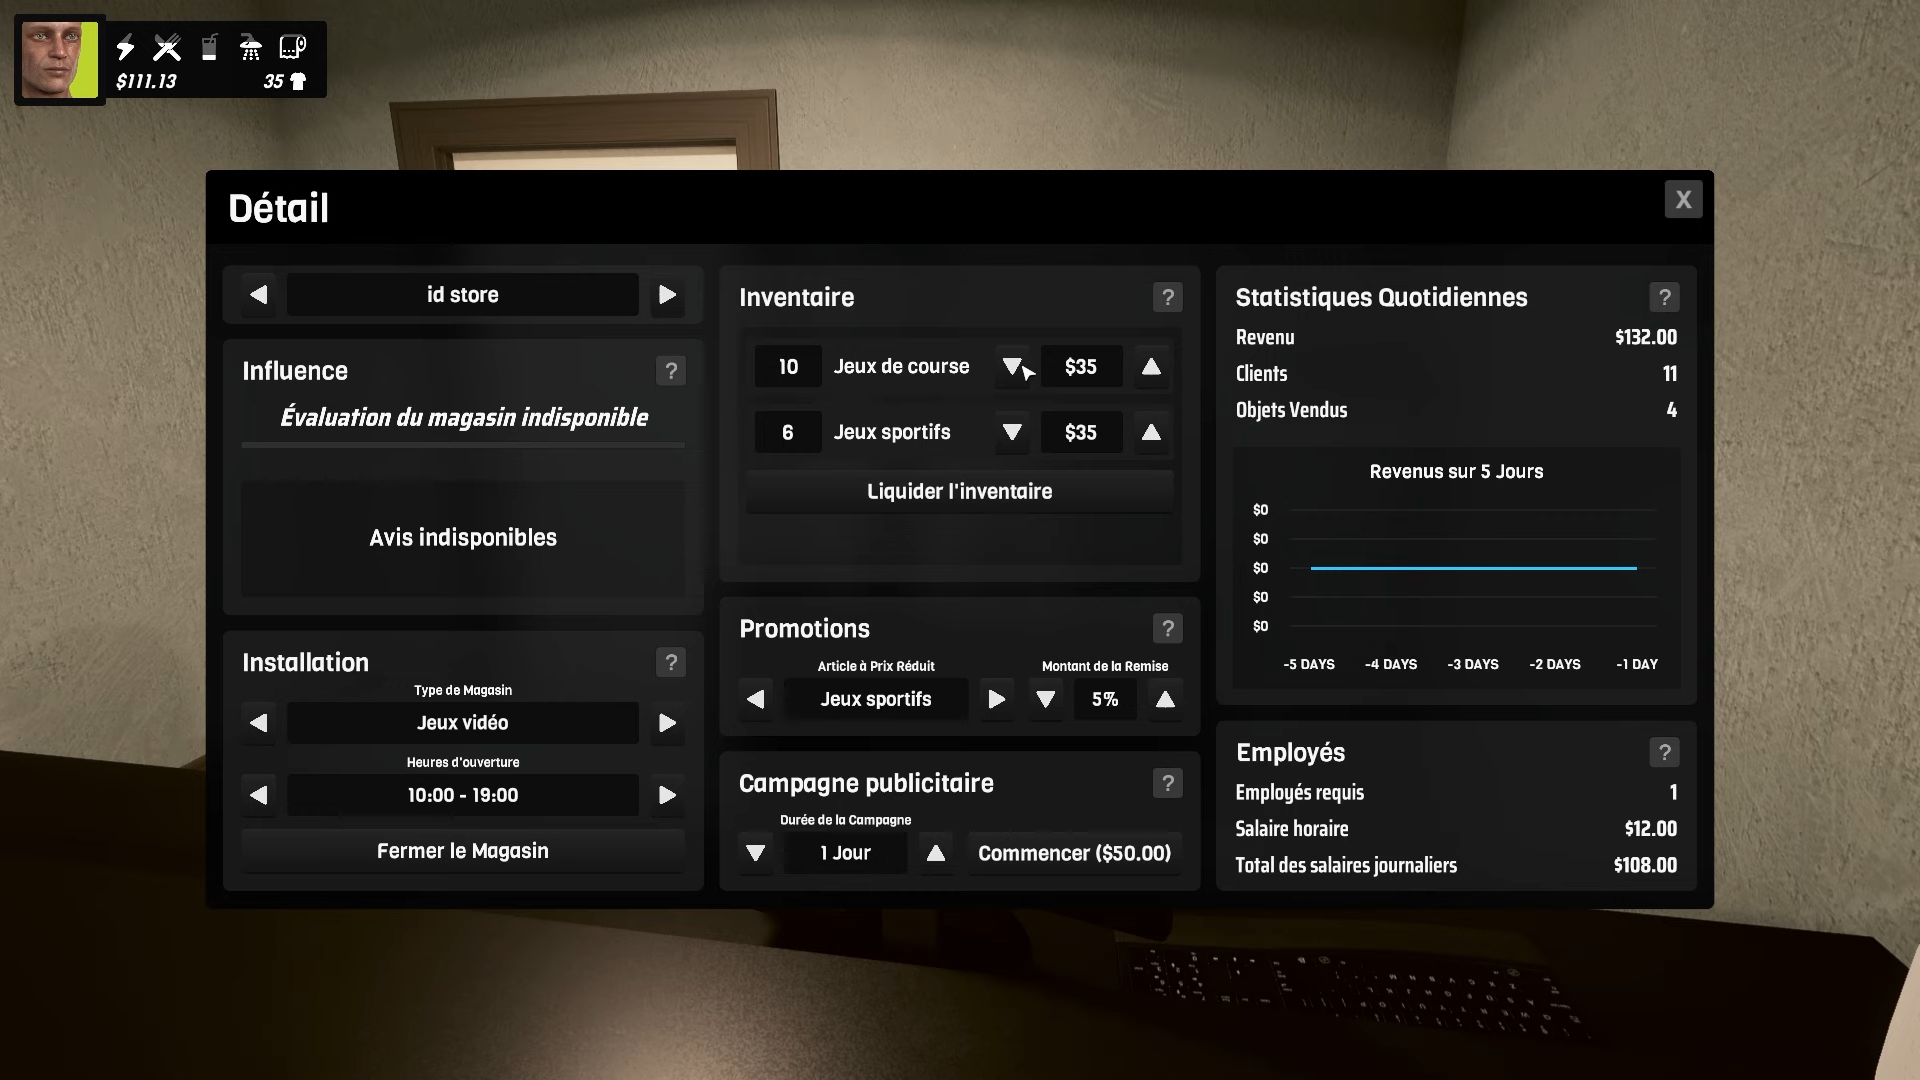 $111.13
35
Détail
X
id store
Influence
?
Évaluation du magasin indisponible
Avis indisponibles
Installation
?
Type de Magasin
Jeux vidéo
Heures d'ouverture
10:00 - 19:00
Fermer le Magasin
Inventaire
?
10 Jeux de course $35
6 Jeux sportifs $35
Liquider l'inventaire
Promotions
?
Article à Prix Réduit
Montant de la Remise
Jeux sportifs
5%
Campagne publicitaire
?
Durée de la Campagne
1 Jour
Commencer ($50.00)
Statistiques Quotidiennes
?
Revenu $132.00
Clients 11
Objets Vendus 4
Revenus sur 5 Jours
$0
$0
$0
$0
$0
-5 DAYS -4 DAYS -3 DAYS -2 DAYS -1 DAY
Employés
?
Employés requis 1
Salaire horaire $12.00
Total des salaires journaliers $108.00